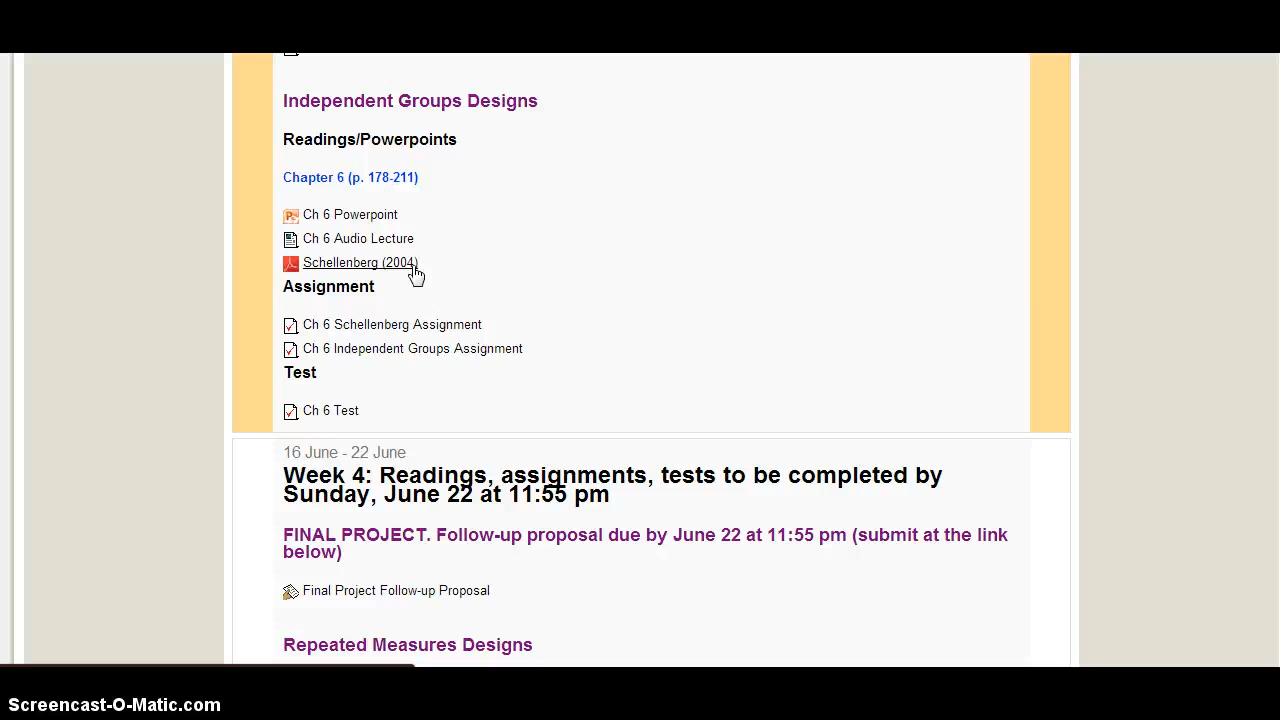 Independent Groups Designs
Readings/Powerpoints
Chapter 6 (p. 178-211)
Ch 6 Powerpoint
Ch 6 Audio Lecture
Schellenberg (2004)
Assignment
Ch 6 Schellenberg Assignment
Ch 6 Independent Groups Assignment
Test
Ch 6 Test
16 June - 22 June
Week 4: Readings, assignments, tests to be completed by
Sunday, June 22 at 11:55 pm
FINAL PROJECT. Follow-up proposal due by June 22 at 11:55 pm (submit at the link
below)
Final Project Follow-up Proposal
Repeated Measures Designs
Screencast-O-Matic.com